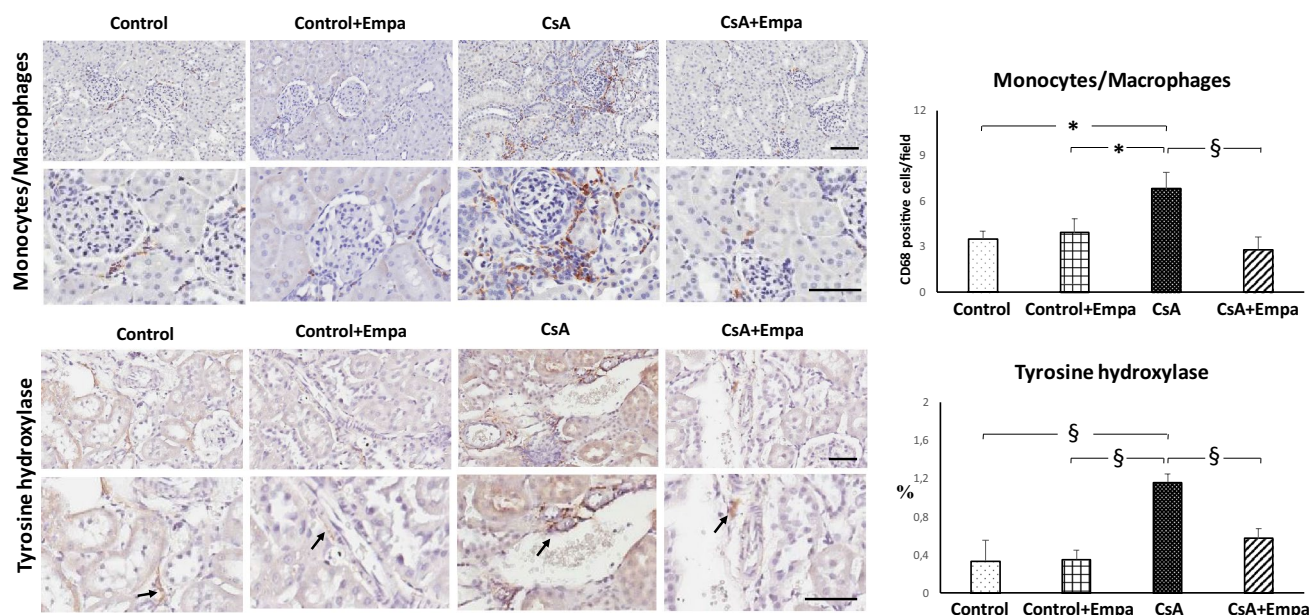 Control Control+Empa CsA CsA+Empa
Monocytes/Macrophages
Monocytes/Macrophages
CD68 positive cells/field
12
9
6
3
0
*
* §
Control Control+Empa CsA CsA+Empa
Control Control+Empa CsA CsA+Empa
Tyrosine hydroxylase
Tyrosine hydroxylase
%
2
1,6
1,2
0,8
0,4
0
§
§ §
Control Control+Empa CsA CsA+Empa